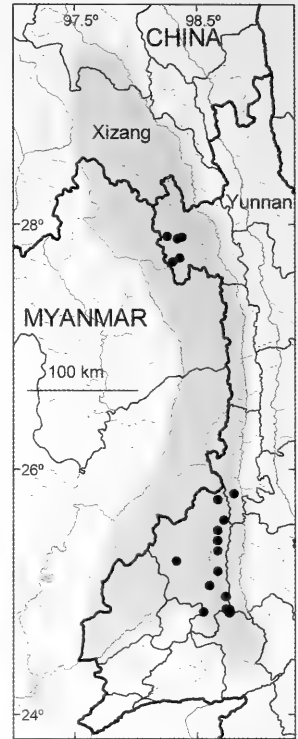 97.5° 98.5°
CHINA
Xizang
Yunnan
28°
MYANMAR
100 km
26°
24°